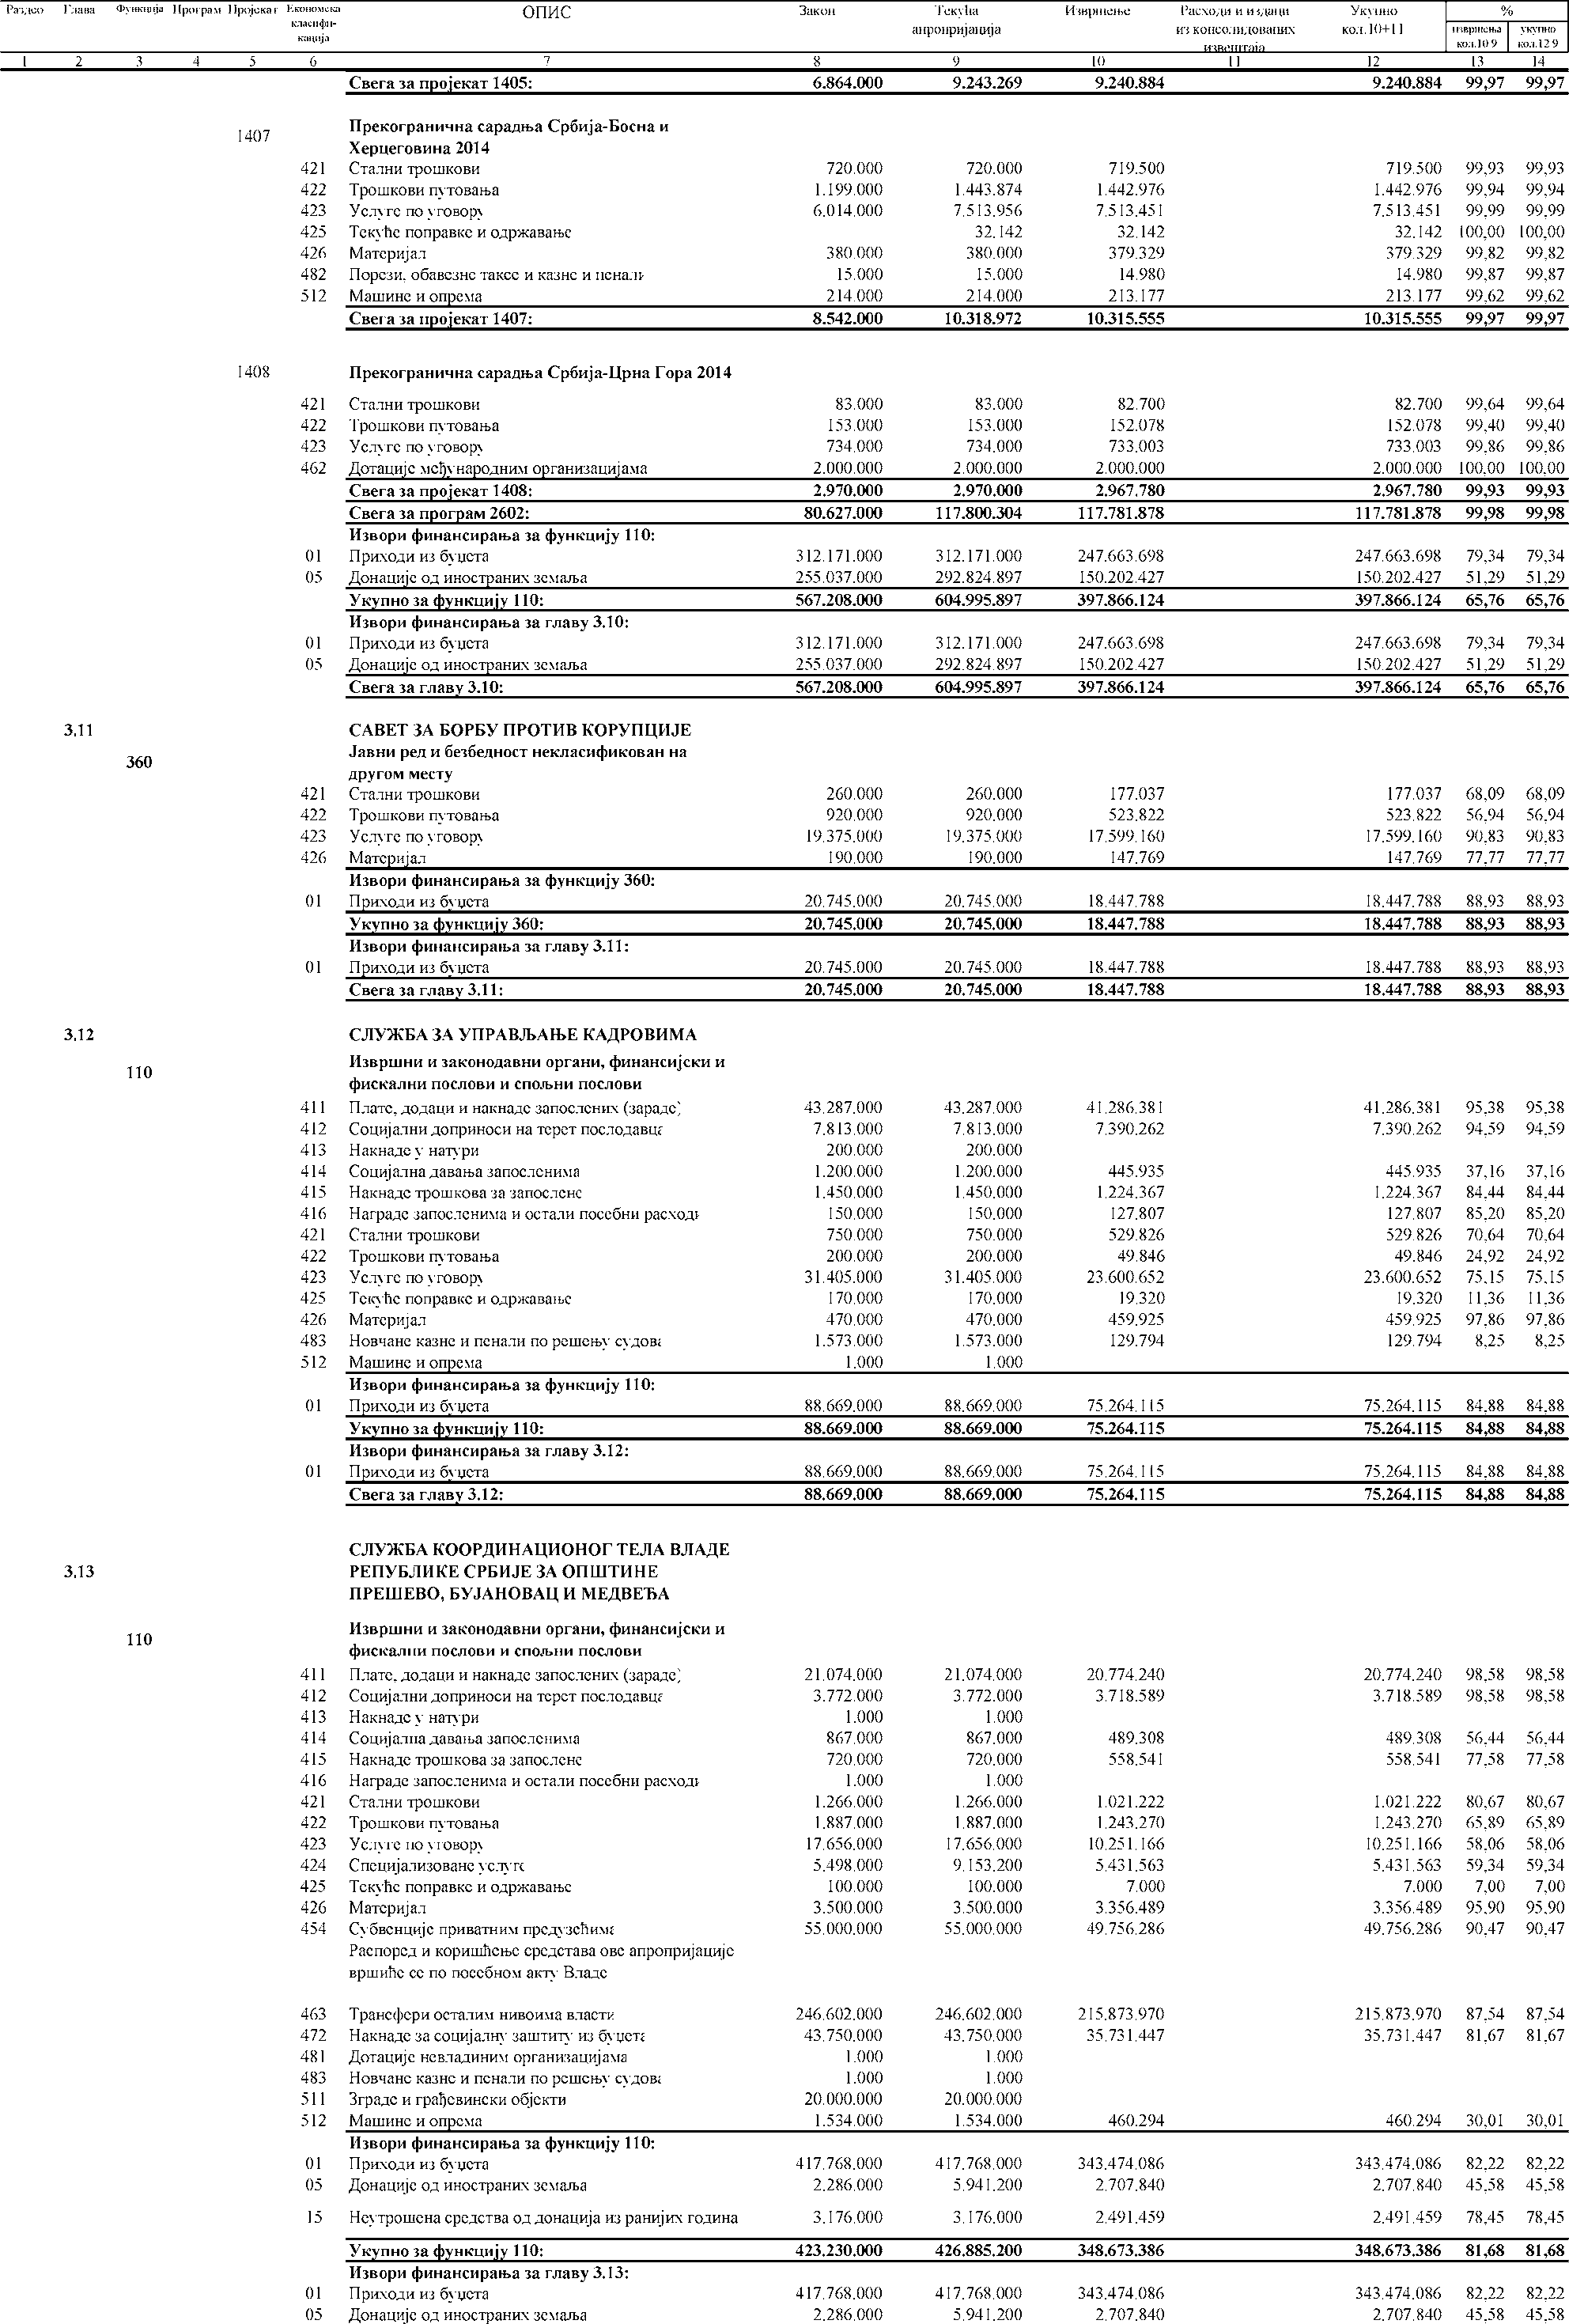 Раздео Глава Функција Програм Пројекат Економска класифи-кација ОПИС Закон Текућа апропријација Извршење Расходи и издаци из консолидованих извештаја Укупно кол.10+11 % извршења кол.10/9 укупно кол.12/9
1 2 3 4 5 6 7 8 9 10 11 12 13 14
Свега за пројекат 1405: 6.864.000 9.243.269 9.240.884 9.240.884 99,97 99,97
1407 Прекогранична сарадња Србија-Босна и
Херцеговина 2014
421 Стални трошкови 720.000 720.000 719.500 719.500 99,93 99,93
422 Трошкови путовања 1.199.000 1.443.874 1.442.976 1.442.976 99,94 99,94
423 Услуге по уговору 6.014.000 7.513.956 7.513.451 7.513.451 99,99 99,99
425 Текуће поправке и одржавање 32.142 32.142 32.142 100,00 100,00
426 Материјал 380.000 380.000 379.329 379.329 99,82 99,82
482 Порези, обавезне таксе и казне и пенали 15.000 15.000 14.980 14.980 99,87 99,87
512 Машине и опрема 214.000 214.000 213.177 213.177 99,62 99,62
Свега за пројекат 1407: 8.542.000 10.318.972 10.315.555 10.315.555 99,97 99,97
1408 Прекогранична сарадња Србија-Црна Гора 2014
421 Стални трошкови 83.000 83.000 82.700 82.700 99,64 99,64
422 Трошкови путовања 153.000 153.000 152.078 152.078 99,40 99,40
423 Услуге по уговору 734.000 734.000 733.003 733.003 99,86 99,86
462 Дотације међународним организацијама 2.000.000 2.000.000 2.000.000 2.000.000 100,00 100,00
Свега за пројекат 1408: 2.970.000 2.970.000 2.967.780 2.967.780 99,93 99,93
Свега за програм 2602: 80.627.000 117.800.304 117.781.878 117.781.878 99,98 99,98
Извори финансирања за функцију 110:
01 Приходи из буџета 312.171.000 312.171.000 247.663.698 247.663.698 79,34 79,34
05 Донације од иностраних земаља 255.037.000 292.824.897 150.202.427 150.202.427 51,29 51,29
Укупно за функцију 110: 567.208.000 604.995.897 397.866.124 397.866.124 65,76 65,76
Извори финансирања за главу 3.10:
01 Приходи из буџета 312.171.000 312.171.000 247.663.698 247.663.698 79,34 79,34
05 Донације од иностраних земаља 255.037.000 292.824.897 150.202.427 150.202.427 51,29 51,29
Свега за главу 3.10: 567.208.000 604.995.897 397.866.124 397.866.124 65,76 65,76
3.11 САВЕТ ЗА БОРБУ ПРОТИВ КОРУПЦИЈЕ
360 Јавни ред и безбедност некласификован на
другом месту
421 Стални трошкови 260.000 260.000 177.037 177.037 68,09 68,09
422 Трошкови путовања 920.000 920.000 523.822 523.822 56,94 56,94
423 Услуге по уговору 19.375.000 19.375.000 17.599.160 17.599.160 90,83 90,83
426 Материјал 190.000 190.000 147.769 147.769 77,77 77,77
Извори финансирања за функцију 360:
01 Приходи из буџета 20.745.000 20.745.000 18.447.788 18.447.788 88,93 88,93
Укупно за функцију 360: 20.745.000 20.745.000 18.447.788 18.447.788 88,93 88,93
Извори финансирања за главу 3.11:
01 Приходи из буџета 20.745.000 20.745.000 18.447.788 18.447.788 88,93 88,93
Свега за главу 3.11: 20.745.000 20.745.000 18.447.788 18.447.788 88,93 88,93
3.12 СЛУЖБА ЗА УПРАВЉАЊЕ КАДРОВИМА
110 Извршни и законодавни органи, финансијски и
фискални послови и спољни послови
411 Плате, додаци и накнаде запослених (зараде) 43.287.000 43.287.000 41.286.381 41.286.381 95,38 95,38
412 Социјални доприноси на терет послодавца 7.813.000 7.813.000 7.390.262 7.390.262 94,59 94,59
413 Накнаде у натури 200.000 200.000
414 Социјална давања запосленима 1.200.000 1.200.000 445.935 445.935 37,16 37,16
415 Накнаде трошкова за запослене 1.450.000 1.450.000 1.224.367 1.224.367 84,44 84,44
416 Награде запосленима и остали посебни расходи 150.000 150.000 127.807 127.807 85,20 85,20
421 Стални трошкови 750.000 750.000 529.826 529.826 70,64 70,64
422 Трошкови путовања 200.000 200.000 49.846 49.846 24,92 24,92
423 Услуге по уговору 31.405.000 31.405.000 23.600.652 23.600.652 75,15 75,15
425 Текуће поправке и одржавање 170.000 170.000 19.320 19.320 11,36 11,36
426 Материјал 470.000 470.000 459.925 459.925 97,86 97,86
483 Новчане казне и пенали по решењу судова 1.573.000 1.573.000 129.794 129.794 8,25 8,25
512 Машине и опрема 1.000 1.000
Извори финансирања за функцију 110:
01 Приходи из буџета 88.669.000 88.669.000 75.264.115 75.264.115 84,88 84,88
Укупно за функцију 110: 88.669.000 88.669.000 75.264.115 75.264.115 84,88 84,88
Извори финансирања за главу 3.12:
01 Приходи из буџета 88.669.000 88.669.000 75.264.115 75.264.115 84,88 84,88
Свега за главу 3.12: 88.669.000 88.669.000 75.264.115 75.264.115 84,88 84,88
СЛУЖБА КООРДИНАЦИОНОГ ТЕЛА ВЛАДЕ
3.13 РЕПУБЛИКЕ СРБИЈЕ ЗА ОПШТИНЕ
ПРЕШЕВО, БУЈАНОВАЦ И МЕДВЕЂА
110 Извршни и законодавни органи, финансијски и
фискални послови и спољни послови
411 Плате, додаци и накнаде запослених (зараде) 21.074.000 21.074.000 20.774.240 20.774.240 98,58 98,58
412 Социјални доприноси на терет послодавца 3.772.000 3.772.000 3.718.589 3.718.589 98,58 98,58
413 Накнаде у натури 1.000 1.000
414 Социјална давања запосленима 867.000 867.000 489.308 489.308 56,44 56,44
415 Накнаде трошкова за запослене 720.000 720.000 558.541 558.541 77,58 77,58
416 Награде запосленима и остали посебни расходи 1.000 1.000
421 Стални трошкови 1.266.000 1.266.000 1.021.222 1.021.222 80,67 80,67
422 Трошкови путовања 1.887.000 1.887.000 1.243.270 1.243.270 65,89 65,89
423 Услуге по уговору 17.656.000 17.656.000 10.251.166 10.251.166 58,06 58,06
424 Специјализоване услуге 5.498.000 9.153.200 5.431.563 5.431.563 59,34 59,34
425 Текуће поправке и одржавање 100.000 100.000 7.000 7.000 7,00 7,00
426 Материјал 3.500.000 3.500.000 3.356.489 3.356.489 95,90 95,90
454 Субвенције приватним предузећима 55.000.000 55.000.000 49.756.286 49.756.286 90,47 90,47
Распоред и коришћење средстава ове апропријације
вршиће се по посебном акту Владе
463 Трансфери осталим нивоима власти 246.602.000 246.602.000 215.873.970 215.873.970 87,54 87,54
472 Накнаде за социјалну заштиту из буџета 43.750.000 43.750.000 35.731.447 35.731.447 81,67 81,67
481 Дотације невладиним организацијама 1.000 1.000
483 Новчане казне и пенали по решењу судова 1.000 1.000
511 Зграде и грађевински објекти 20.000.000 20.000.000
512 Машине и опрема 1.534.000 1.534.000 460.294 460.294 30,01 30,01
Извори финансирања за функцију 110:
01 Приходи из буџета 417.768.000 417.768.000 343.474.086 343.474.086 82,22 82,22
05 Донације од иностраних земаља 2.286.000 5.941.200 2.707.840 2.707.840 45,58 45,58
15 Неутрошена средства од донација из ранијих година 3.176.000 3.176.000 2.491.459 2.491.459 78,45 78,45
Укупно за функцију 110: 423.230.000 426.885.200 348.673.386 348.673.386 81,68 81,68
Извори финансирања за главу 3.13:
01 Приходи из буџета 417.768.000 417.768.000 343.474.086 343.474.086 82,22 82,22
05 Донације од иностраних земаља 2.286.000 5.941.200 2.707.840 2.707.840 45,58 45,58